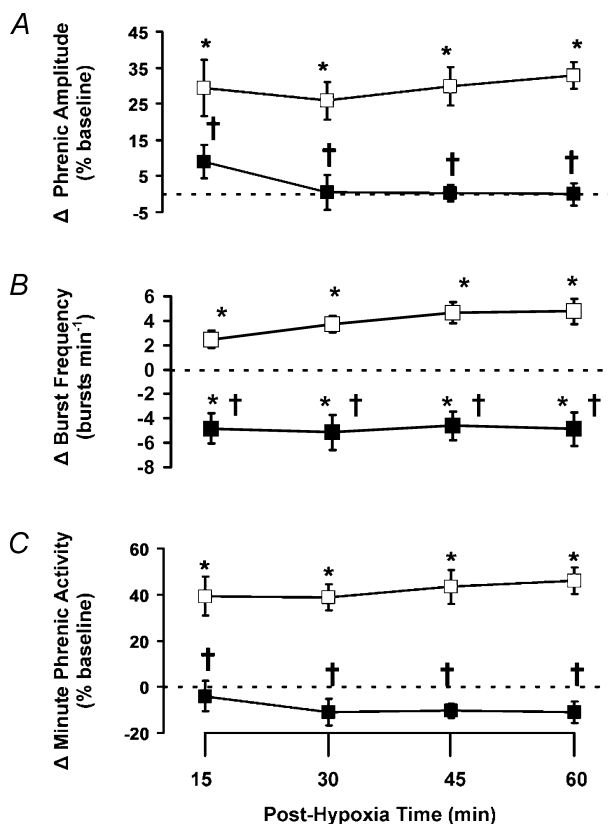 A
Δ Phrenic Amplitude
(% baseline)
45
35
25
15
5
-5
* * * *
† † † †
B
Δ Burst Frequency
(bursts min-1)
6
4
2
0
-2
-4
-6
-8
* * * *
* † * † * † * †
C
Δ Minute Phrenic Activity
(% baseline)
60
40
20
0
-20
* * * *
† † † †
15 30 45 60
Post-Hypoxia Time (min)